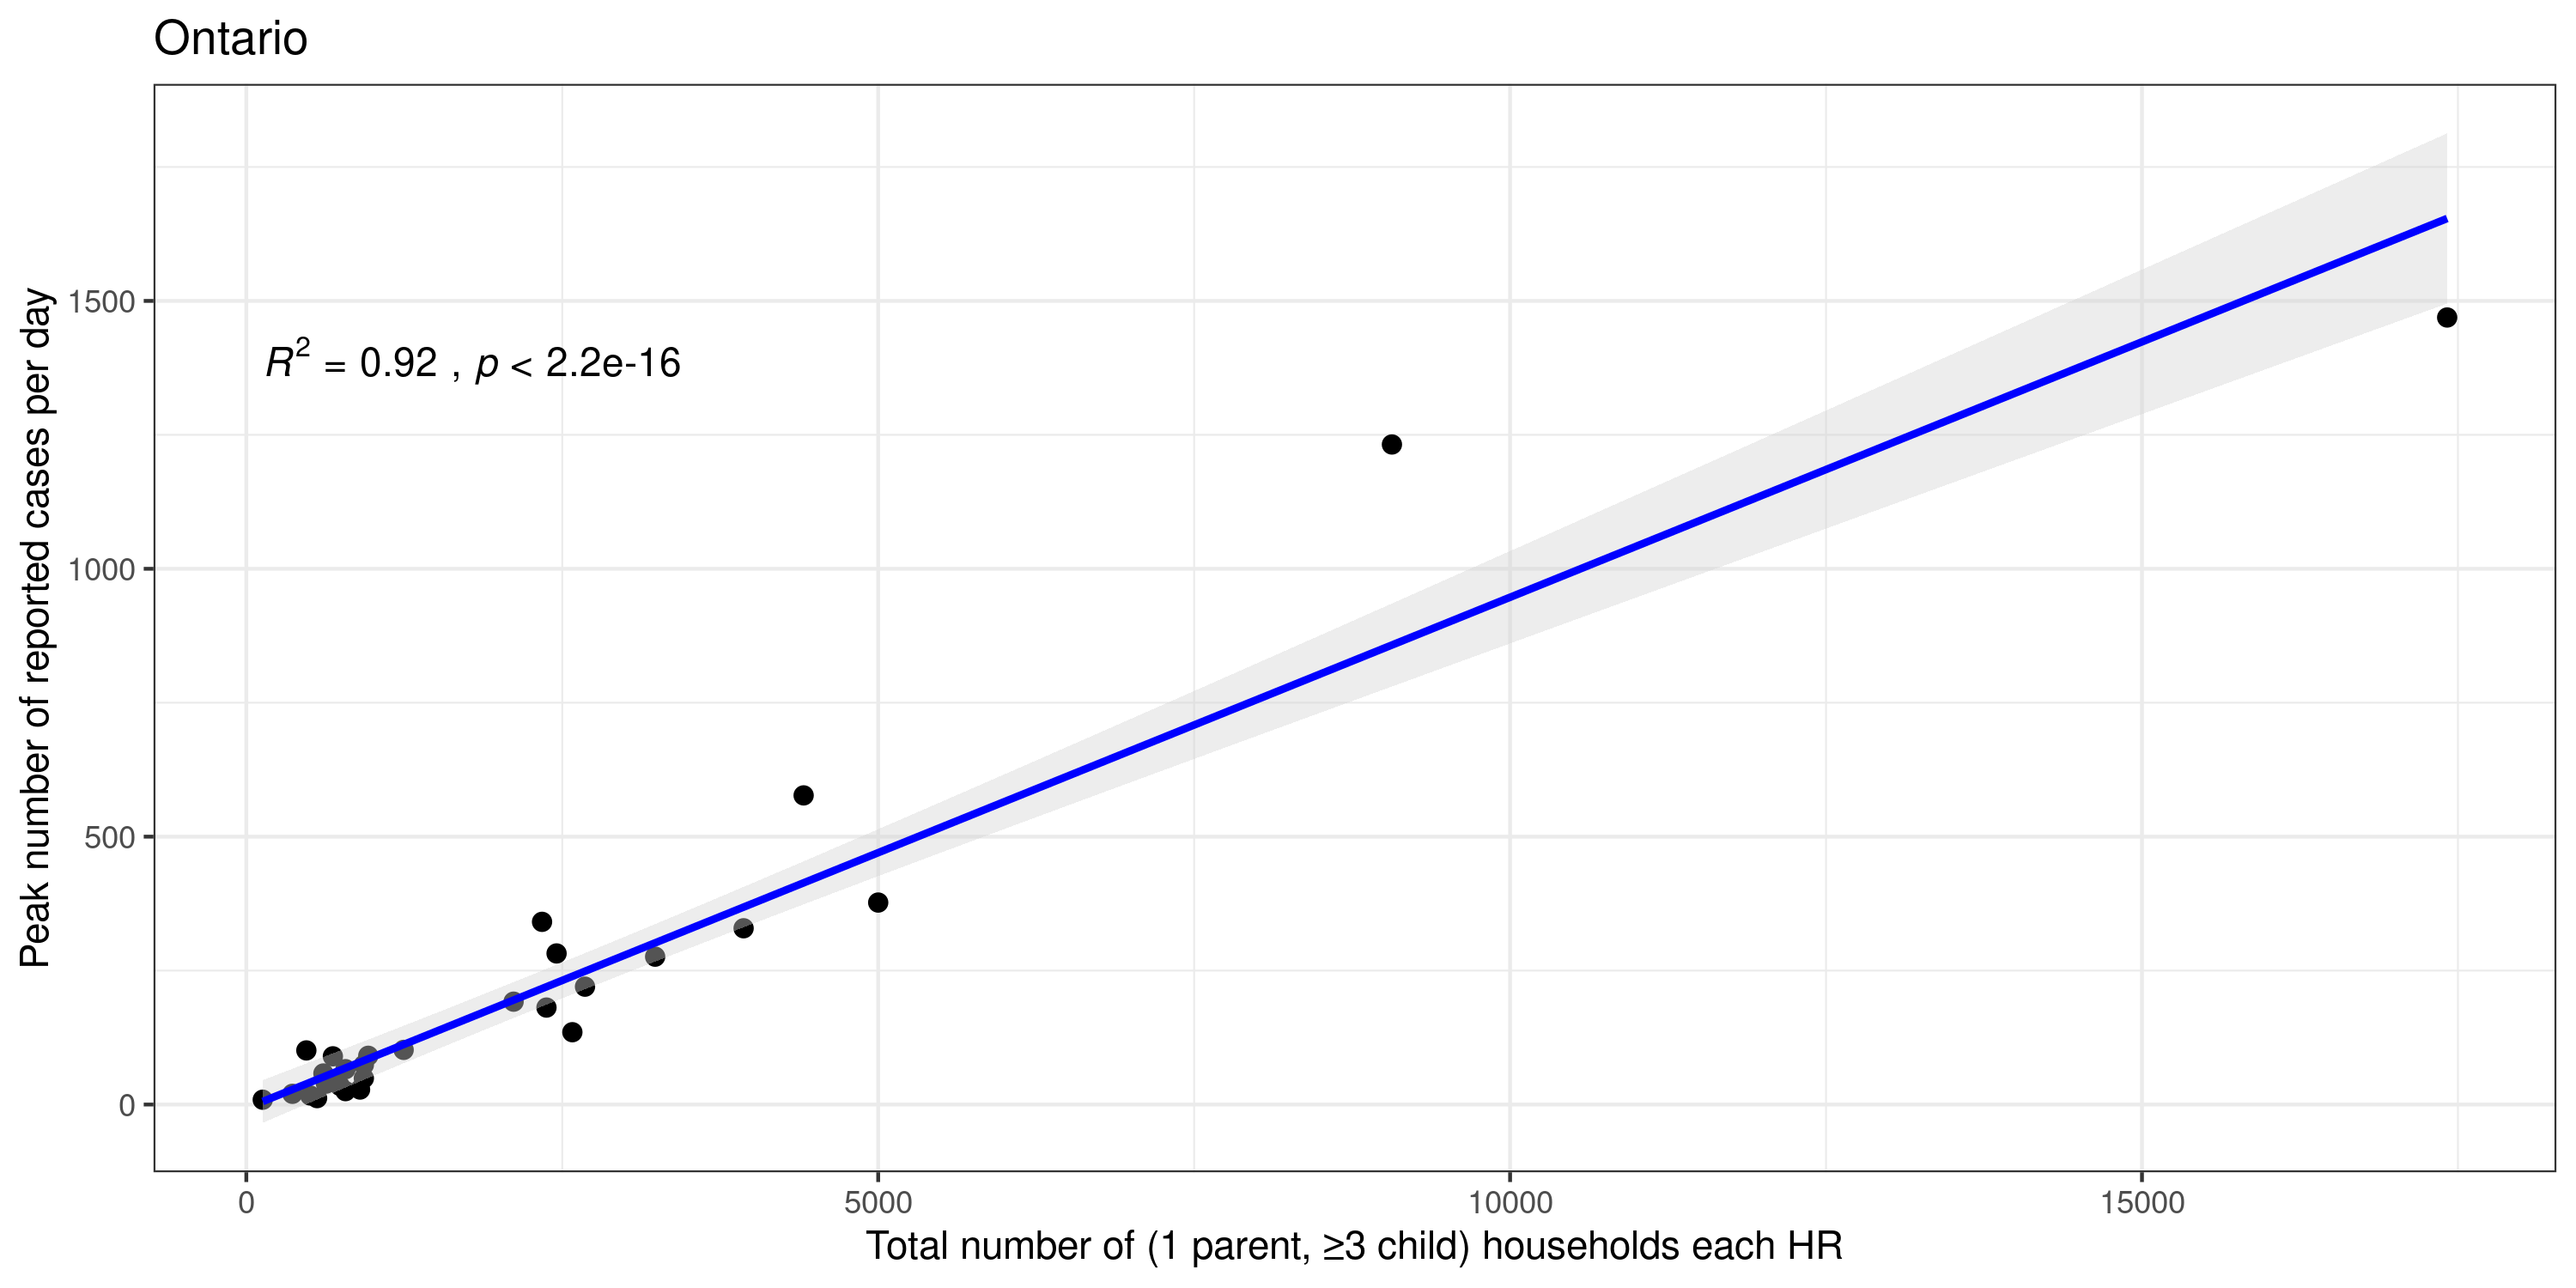 Ontario
Peak number of reported cases per day
1500
1000
500
0
R² = 0.92 , p < 2.2e-16
0 5000 10000 15000
Total number of (1 parent, ≥3 child) households each HR